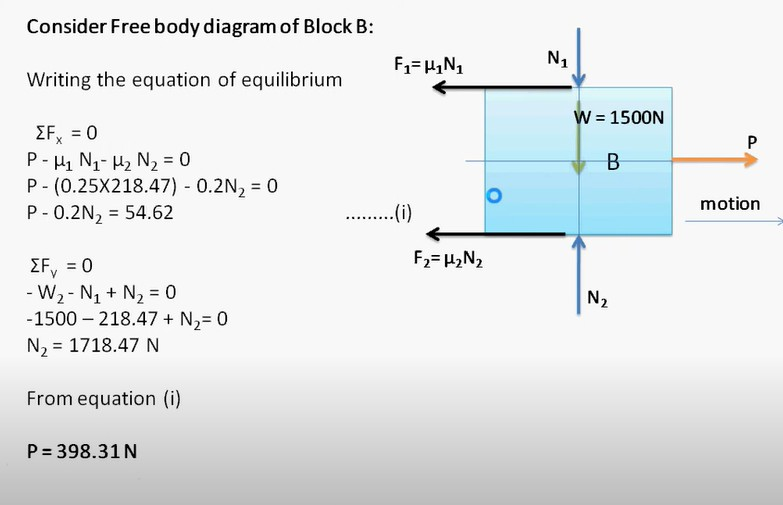 Consider Free body diagram of Block B:
Writing the equation of equilibrium
ΣFₓ = 0
P - μ₁ N₁- μ₂ N₂ = 0
P - (0.25X218.47) - 0.2N₂ = 0
P - 0.2N₂ = 54.62 .........(i)
ΣFᵧ = 0
- W₂ - N₁ + N₂ = 0
-1500 – 218.47 + N₂= 0
N₂ = 1718.47 N
From equation (i)
P = 398.31 N
F₁= μ₁N₁
N₁
W = 1500N
P
B
motion
F₂= μ₂N₂
N₂